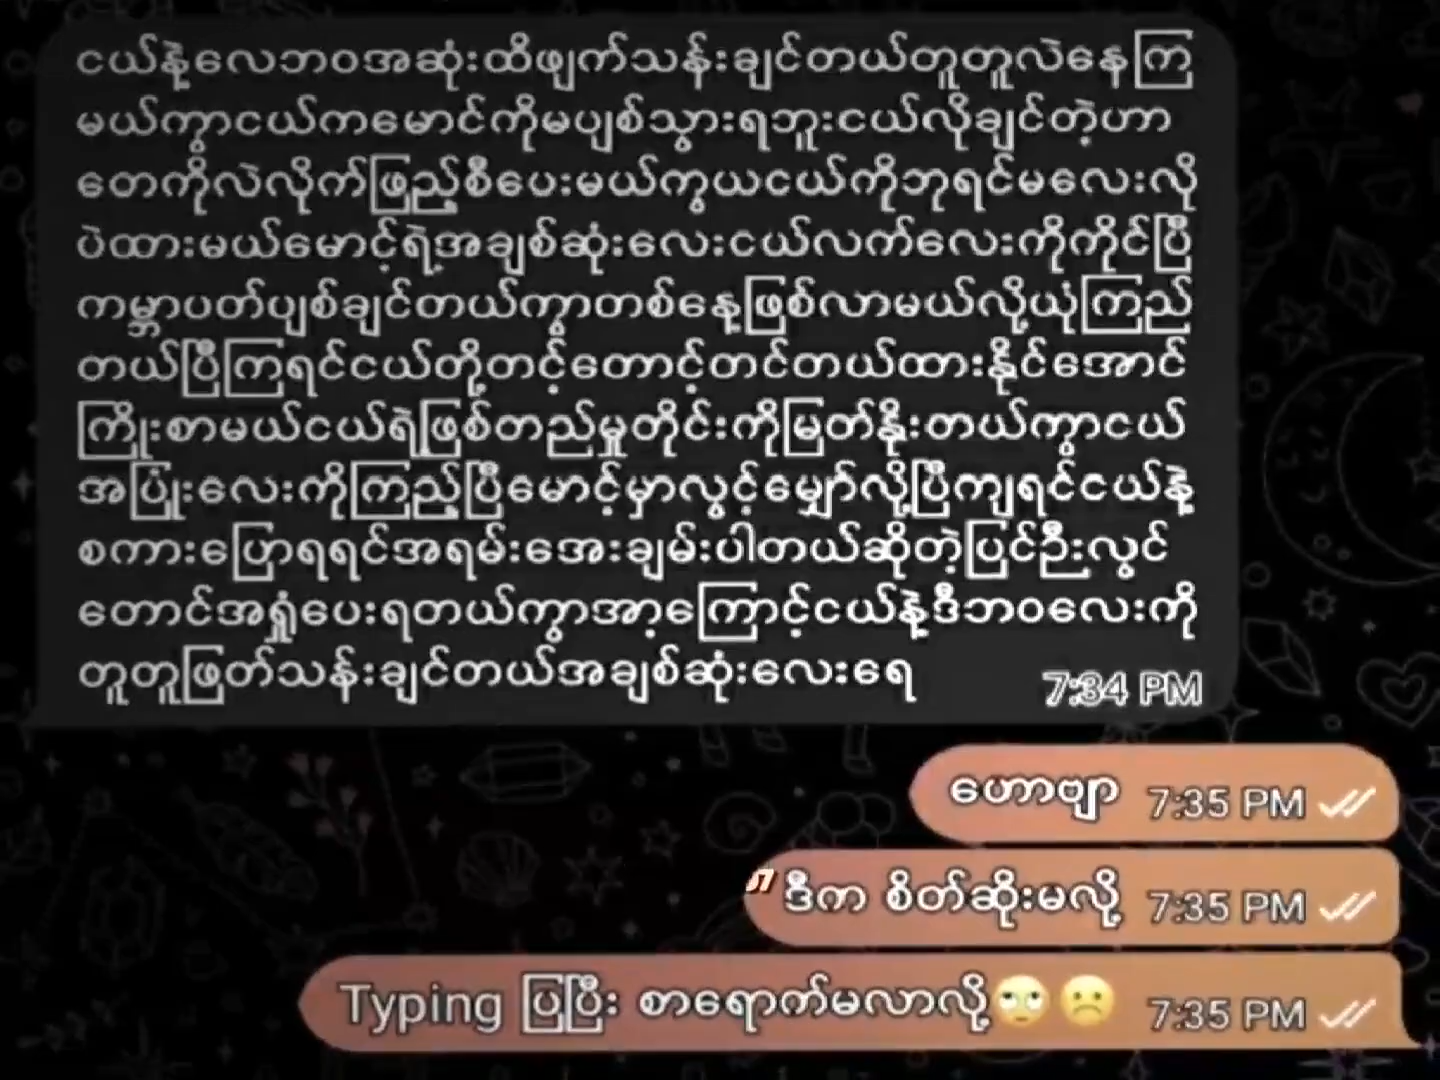 ငယ်နဲ့လေဘဝအဆုံးထိဖျက်သန်းချင်တယ်တူတူလဲနေကြ
မယ်ကွာငယ်ကမောင်ကိုမပျစ်သွားရဘူးငယ်လိုချင်တဲ့ဟာ
တေကိုလဲလိုက်ဖြည့်စီပေးမယ်ကွယငယ်ကိုဘုရင်မလေးလို
ပဲထားမယ်မောင့်ရဲ့အချစ်ဆုံးလေးငယ်လက်လေးကိုကိုင်ပြီ
ကမ္ဘာပတ်ပျစ်ချင်တယ်ကွာတစ်နေ့ဖြစ်လာမယ်လို့ယုံကြည်
တယ်ပြီကြရင်ငယ်တို့တင့်တောင့်တင်တယ်ထားနိုင်အောင်
ကြိုးစာမယ်ငယ်ရဲ့ဖြစ်တည်မှုတိုင်းကိုမြတ်နိုးတယ်ကွာငယ်
အပြုံးလေးကိုကြည့်ပြီမောင့်မှာလွင့်မျှော်လို့ပြီကျရင်ငယ်နဲ့
စကားပြောရရင်အရမ်းအေးချမ်းပါတယ်ဆိုတဲ့ပြင်ဦးလွင်
တောင်အရှုံပေးရတယ်ကွာအာ့ကြောင့်ငယ်နဲ့ဒီဘဝလေးကို
တူတူဖြတ်သန်းချင်တယ်အချစ်ဆုံးလေးရေ
7:34 PM
ဟောဗျာ 7:35 PM
ဒီက စိတ်ဆိုးမလို့ 7:35 PM
Typing ပြပြီး စာရောက်မလာလို့🙄☹️ 7:35 PM